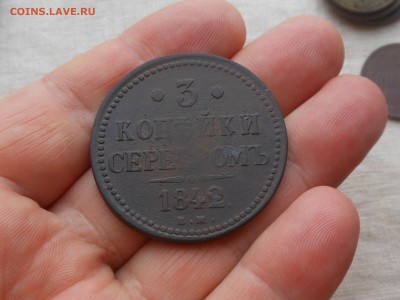 COINS.LAVE.RU
· 3 ·
КОПѢЙКИ
СЕРЕБРОМЪ
1842.